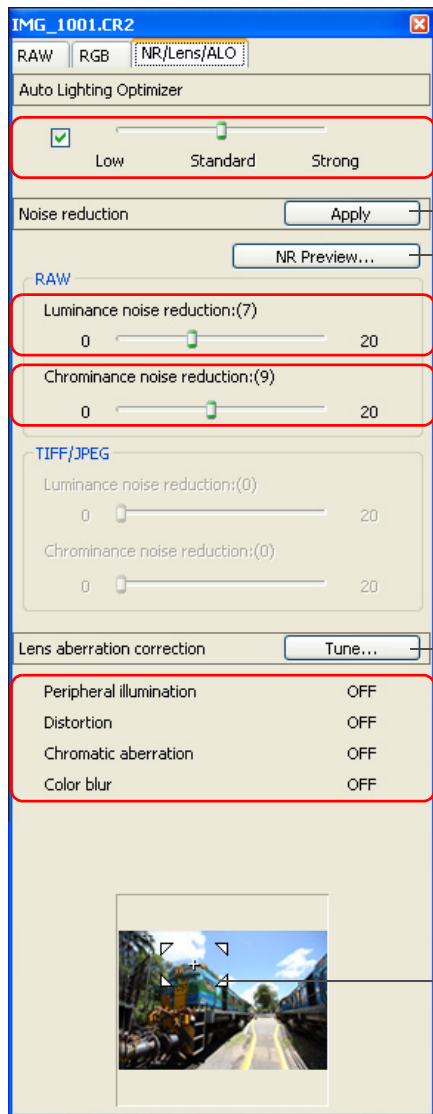 IMG_1001.CR2
RAW RGB NR/Lens/ALO
Auto Lighting Optimizer
Low Standard Strong
Noise reduction Apply
NR Preview...
RAW
Luminance noise reduction:(7)
0 20
Chrominance noise reduction:(9)
0 20
TIFF/JPEG
Luminance noise reduction:(0)
0 20
Chrominance noise reduction:(0)
0 20
Lens aberration correction Tune...
Peripheral illumination OFF
Distortion OFF
Chromatic aberration OFF
Color blur OFF